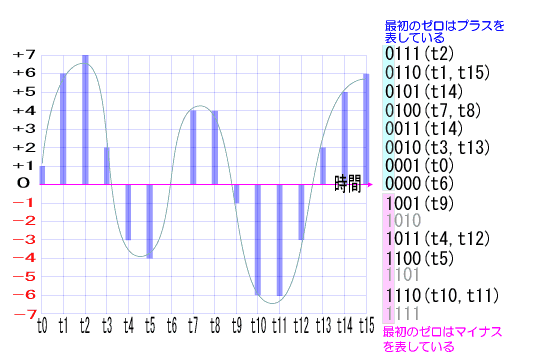 最初のゼロはプラスを
表している
+7
+6
+5
+4
+3
+2
+1
0
-1
-2
-3
-4
-5
-6
-7
時間
t0 t1 t2 t3 t4 t5 t6 t7 t8 t9 t10 t11 t12 t13 t14 t15
0111(t2)
0110(t1,t15)
0101(t14)
0100(t7,t8)
0011(t14)
0010(t3,t13)
0001(t0)
0000(t6)
1001(t9)
1010
1011(t4,t12)
1100(t5)
1101
1110(t10,t11)
1111
最初のゼロはマイナス
を表している